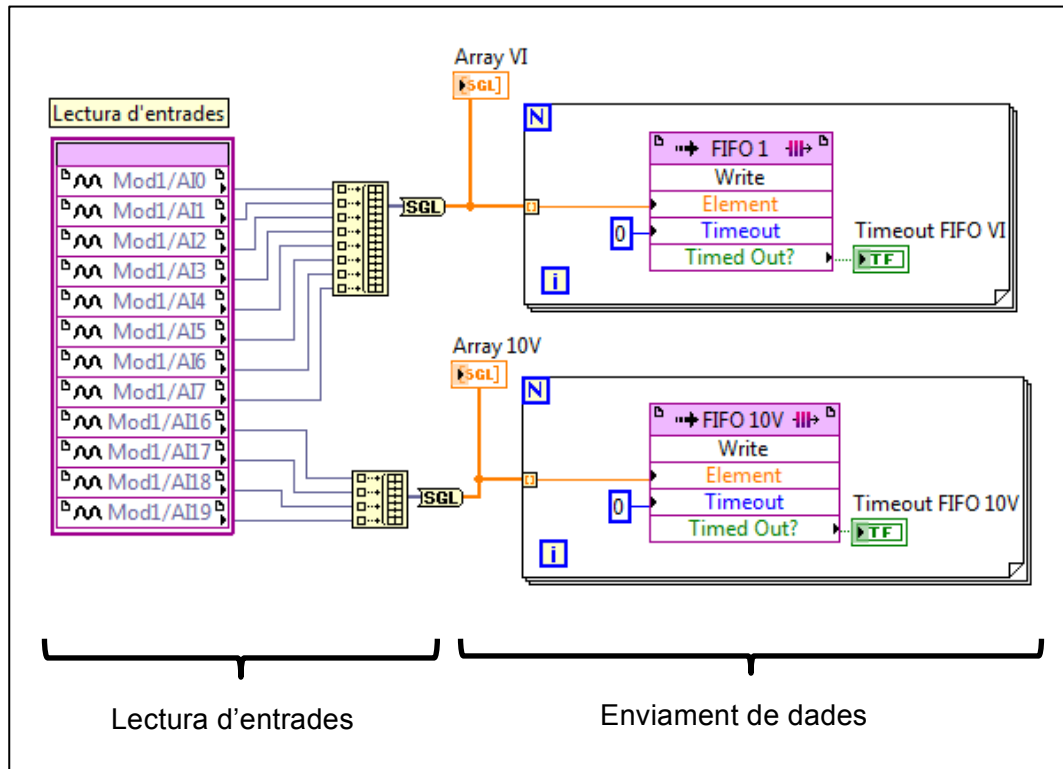 Lectura d'entrades
Mod1/AI0
Mod1/AI1
Mod1/AI2
Mod1/AI3
Mod1/AI4
Mod1/AI5
Mod1/AI6
Mod1/AI7
Mod1/AI16
Mod1/AI17
Mod1/AI18
Mod1/AI19
SGL
SGL
Array VI
SGL]
N
FIFO 1
Write
Element
0
Timeout
Timed Out?
Timeout FIFO VI
TF
i
Array 10V
SGL]
N
FIFO 10V
Write
Element
0
Timeout
Timed Out?
Timeout FIFO 10V
TF
i
Lectura d’entrades
Enviament de dades